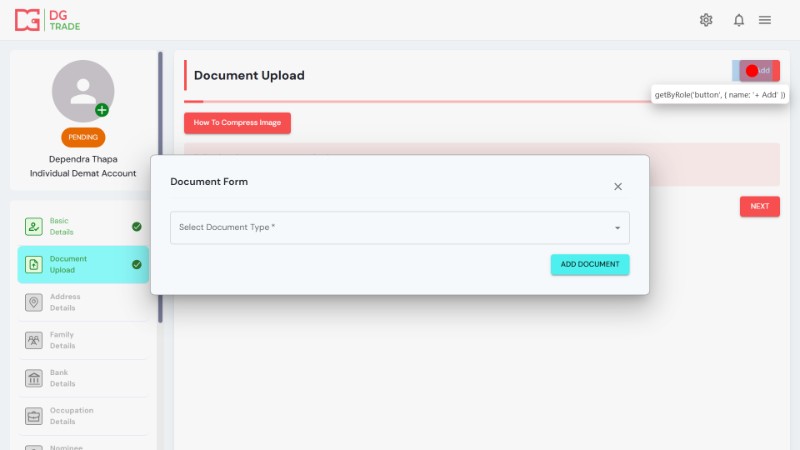 DG
TRADE
PENDING
Dependra Thapa
Individual Demat Account
Basic
Details
Document
Upload
Address
Details
Family
Details
Bank
Details
Occupation
Details
Nominee
Document Upload
Add
getByRole('button', { name: '+ Add' })
How To Compress Image
NEXT
Document Form
Select Document Type *
ADD DOCUMENT